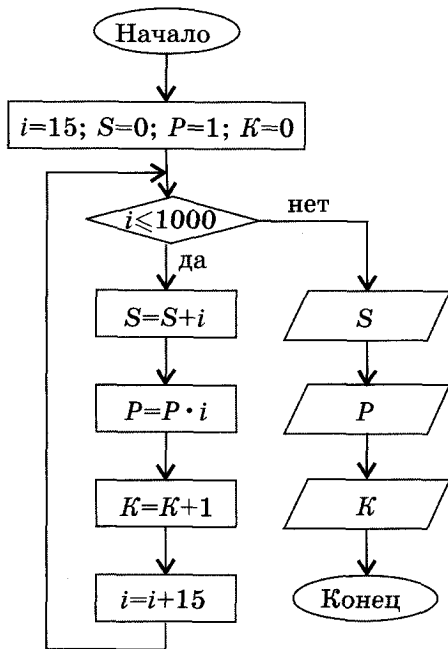 Начало
i=15; S=0; P=1; K=0
i⩽1000
нет
да
S=S+i
P=P·i
K=K+1
i=i+15
S
P
K
Конец